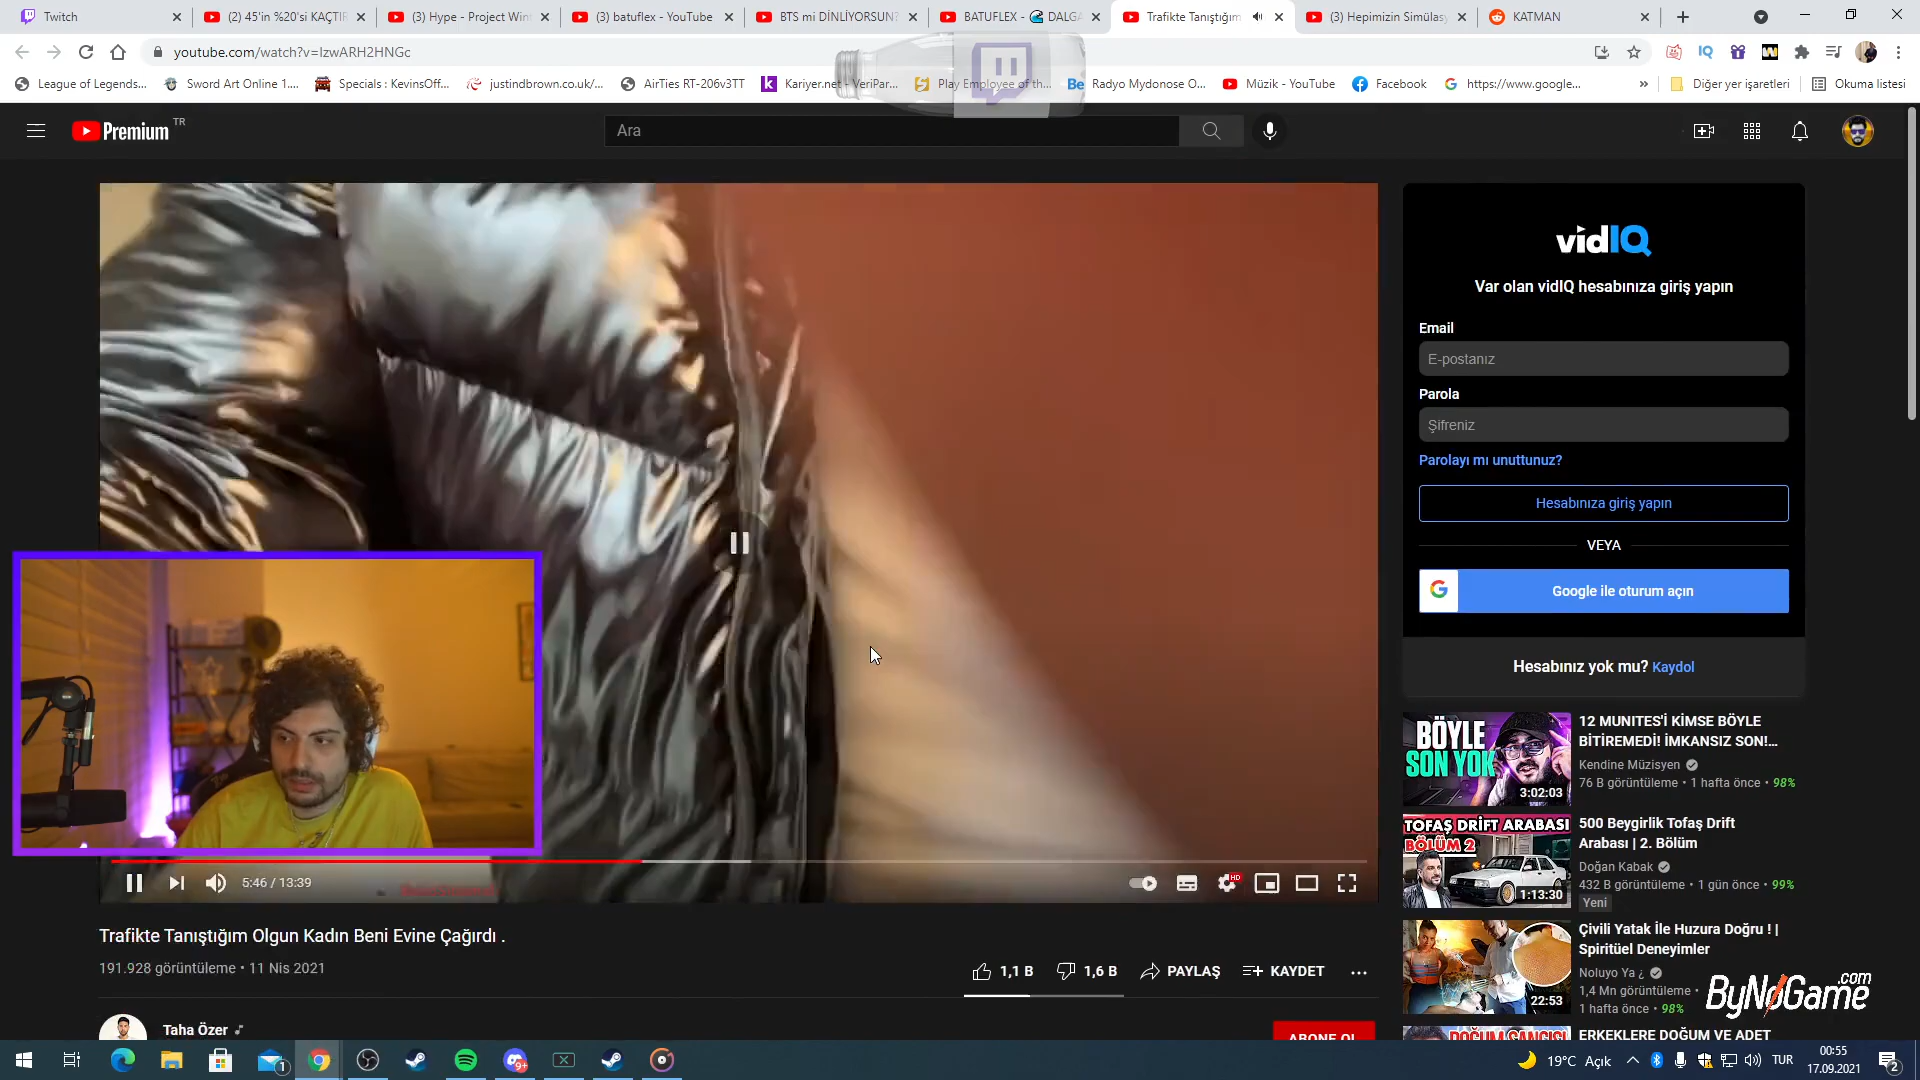 Twitch
(2) 45'in %20'si KAÇTIR
(3) Hype - Project Win
(3) batuflex - YouTube
BTS mi DİNLİYORSUN?
BATUFLEX - 🌊 DALGA
Trafikte Tanıştığım
(3) Hepimizin Simülasy
KATMAN
youtube.com/watch?v=IzwARH2HNGc
League of Legends...
Sword Art Online 1....
Specials : KevinsOff...
justindbrown.co.uk/...
AirTies RT-206v3TT
Kariyer.net - VeriPar...
Play Employee of th...
Radyo Mydonose O...
Müzik - YouTube
Facebook
https://www.google...
»
Diğer yer işaretleri
Okuma listesi
Premium TR
Ara
vidIQ
Var olan vidIQ hesabınıza giriş yapın
Email
E-postanız
Parola
Şifreniz
Parolayı mı unuttunuz?
Hesabınıza giriş yapın
VEYA
Google ile oturum açın
Hesabınız yok mu? Kaydol
BÖYLE
SON YOK
3:02:03
12 MUNITES'İ KİMSE BÖYLE
BİTİREMEDİ! İMKANSIZ SON!...
Kendine Müzisyen
76 B görüntüleme • 1 hafta önce • 98%
TOFAŞ DRİFT ARABASI
BÖLÜM 2
1:13:30
500 Beygirlik Tofaş Drift
Arabası | 2. Bölüm
Doğan Kabak
432 B görüntüleme • 1 gün önce • 99%
Yeni
22:53
Çivili Yatak İle Huzura Doğru ! |
Spiritüel Deneyimler
Noluyo Ya ¿
1,4 Mn görüntüleme •
1 hafta önce • 98%
ByNoGame.com
ERKEKLERE DOĞUM VE ADET
5:46 / 13:39
HD
Trafikte Tanıştığım Olgun Kadın Beni Evine Çağırdı .
191.928 görüntüleme • 11 Nis 2021
1,1 B
1,6 B
PAYLAŞ
KAYDET
Taha Özer
ABONE OL
1
9+
19°C Açık
TUR
00:55
17.09.2021
2